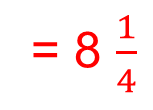 = 8 1/4